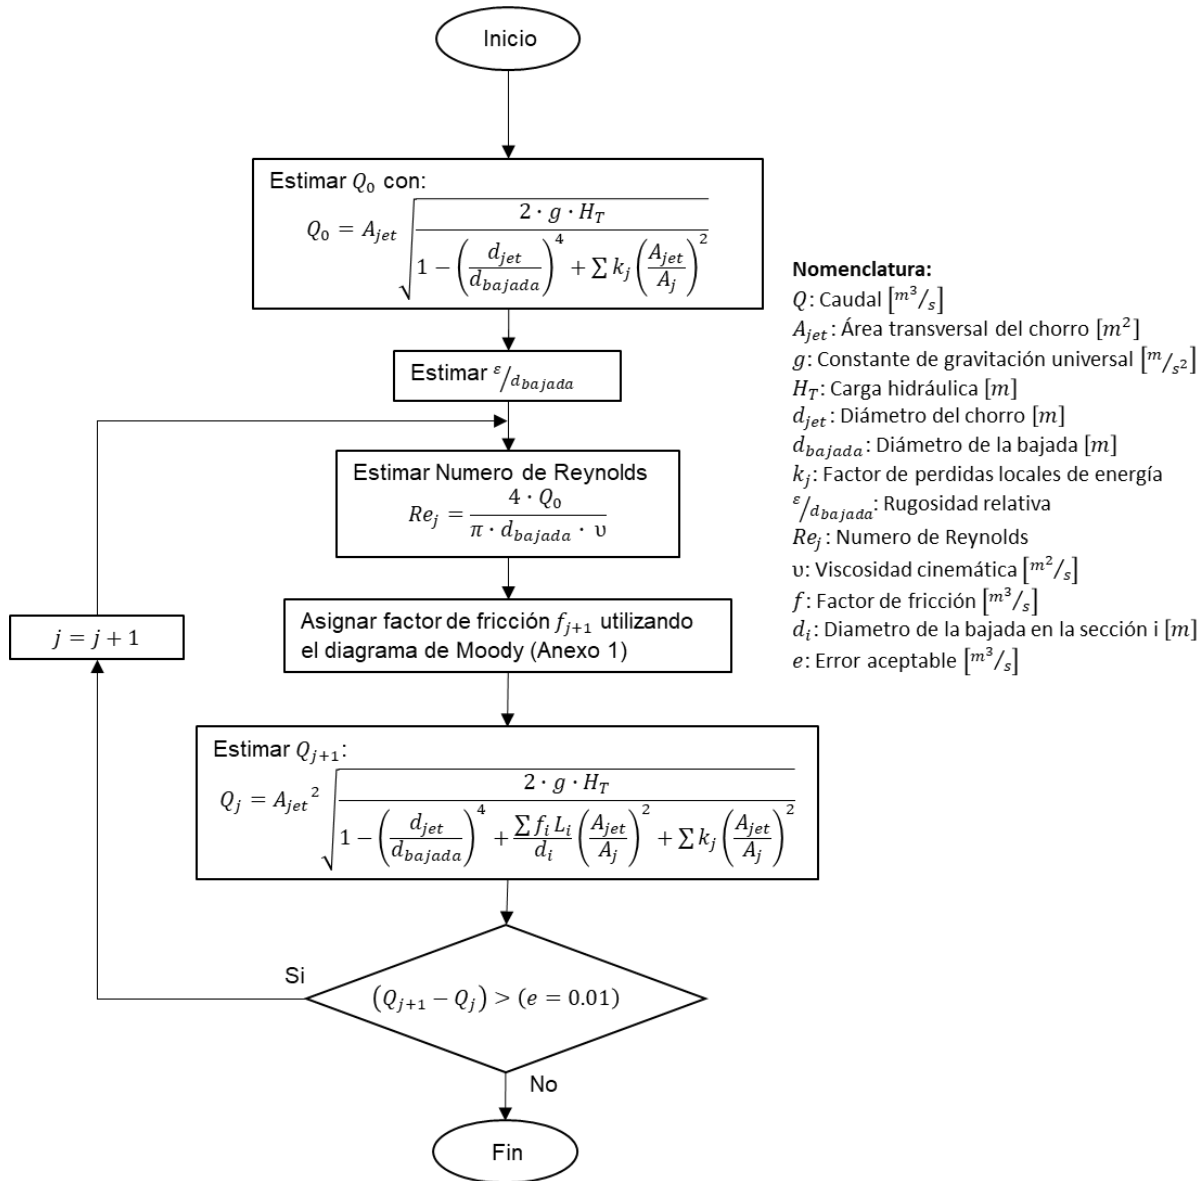 Inicio
Estimar Q₀ con:
Q₀ = A_jet √( (2 · g · H_T) / (1 − (d_jet / d_bajada)⁴ + ∑ k_j (A_jet / A_j)²) )
Estimar ε/d_bajada
Estimar Numero de Reynolds
Re_j = (4 · Q₀) / (π · d_bajada · υ)
Asignar factor de fricción f_{j+1} utilizando
el diagrama de Moody (Anexo 1)
j = j + 1
Estimar Q_{j+1}:
Q_j = A_jet² √( (2 · g · H_T) / (1 − (d_jet / d_bajada)⁴ + (∑ f_i L_i / d_i) (A_jet / A_j)² + ∑ k_j (A_jet / A_j)²) )
Si
(Q_{j+1} − Q_j) > (e = 0.01)
No
Fin
Nomenclatura:
Q: Caudal [m³/s]
A_jet: Área transversal del chorro [m²]
g: Constante de gravitación universal [m/s²]
H_T: Carga hidráulica [m]
d_jet: Diámetro del chorro [m]
d_bajada: Diámetro de la bajada [m]
k_j: Factor de perdidas locales de energía
ε/d_bajada: Rugosidad relativa
Re_j: Numero de Reynolds
υ: Viscosidad cinemática [m²/s]
f: Factor de fricción [m³/s]
d_i: Diametro de la bajada en la sección i [m]
e: Error aceptable [m³/s]